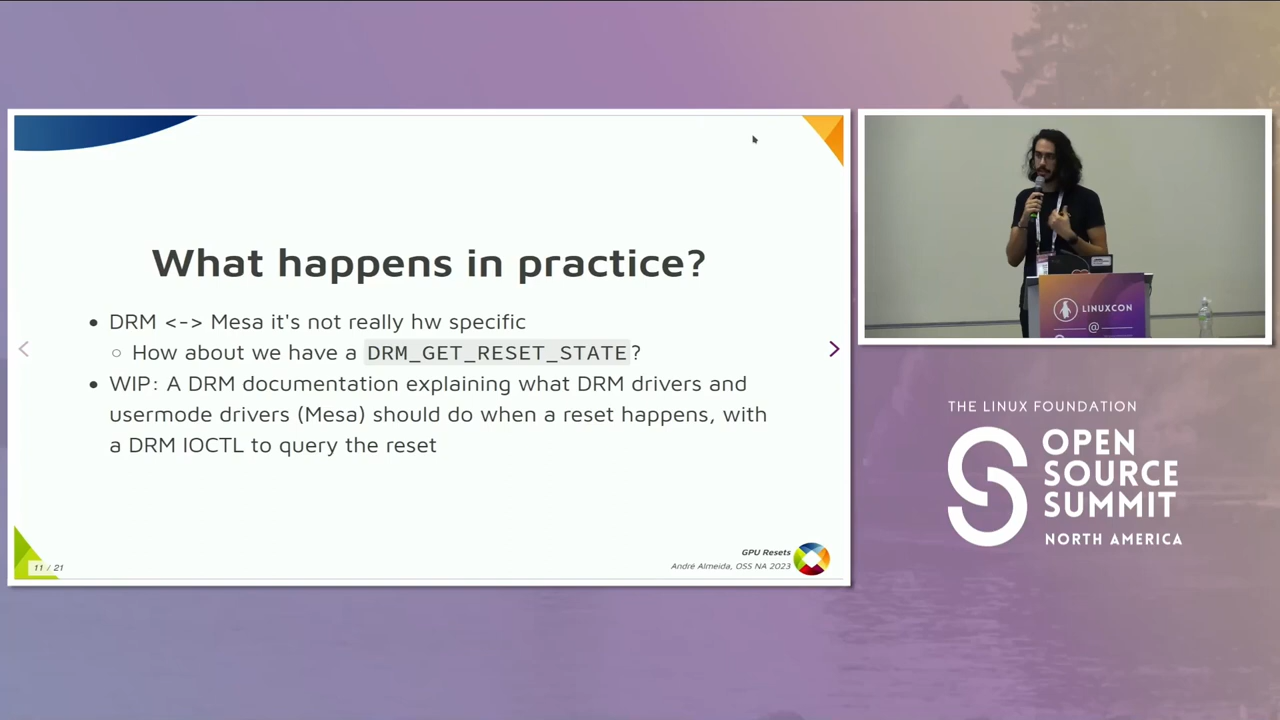 What happens in practice?
• DRM <-> Mesa it's not really hw specific
○ How about we have a DRM_GET_RESET_STATE?
• WIP: A DRM documentation explaining what DRM drivers and
usermode drivers (Mesa) should do when a reset happens, with
a DRM IOCTL to query the reset
11 / 21
GPU Resets
André Almeida, OSS NA 2023
LINUXCON
@
THE LINUX FOUNDATION
OPEN
SOURCE
SUMMIT
NORTH AMERICA